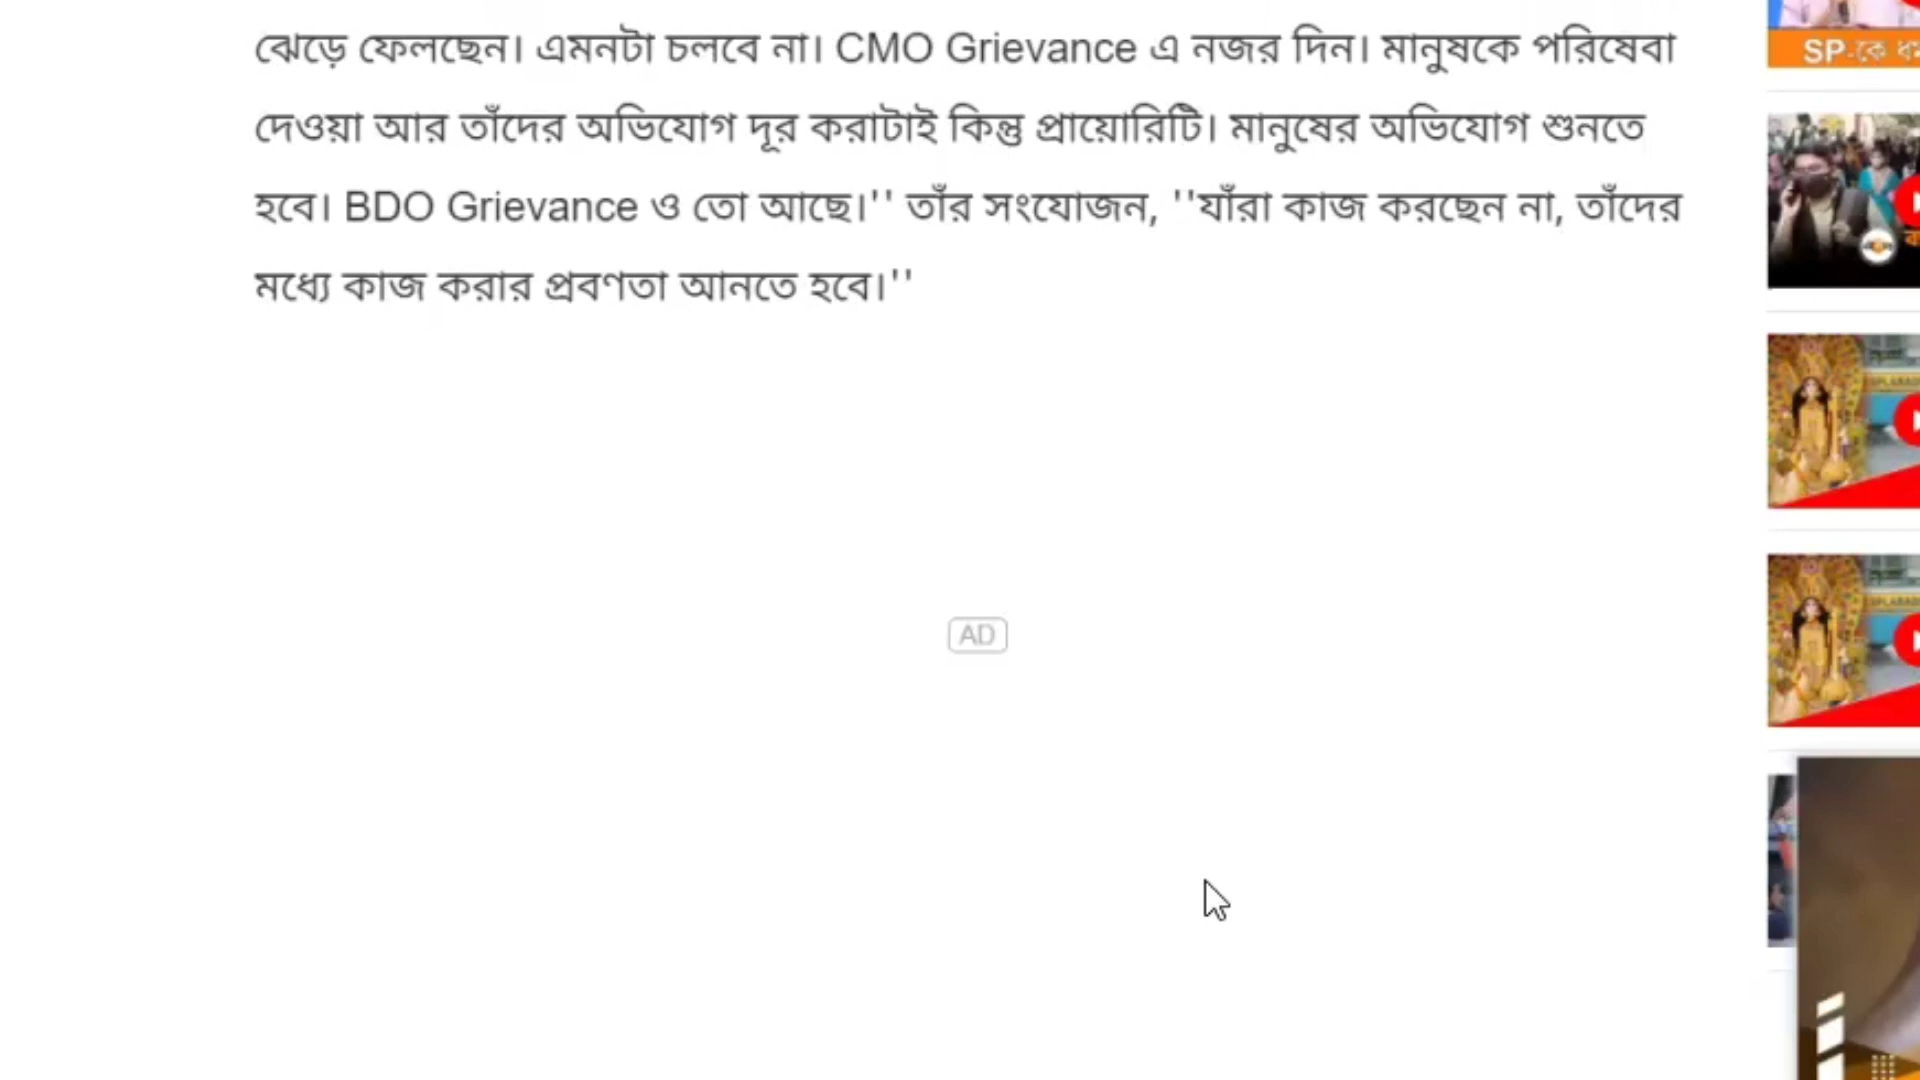 ঝেড়ে ফেলছেন। এমনটা চলবে না। CMO Grievance এ নজর দিন। মানুষকে পরিষেবা
দেওয়া আর তাঁদের অভিযোগ দূর করাটাই কিন্তু প্রায়োরিটি। মানুষের অভিযোগ শুনতে
হবে। BDO Grievance ও তো আছে।'' তাঁর সংযোজন, ''যাঁরা কাজ করছেন না, তাঁদের
মধ্যে কাজ করার প্রবণতা আনতে হবে।''
AD
SP-কে